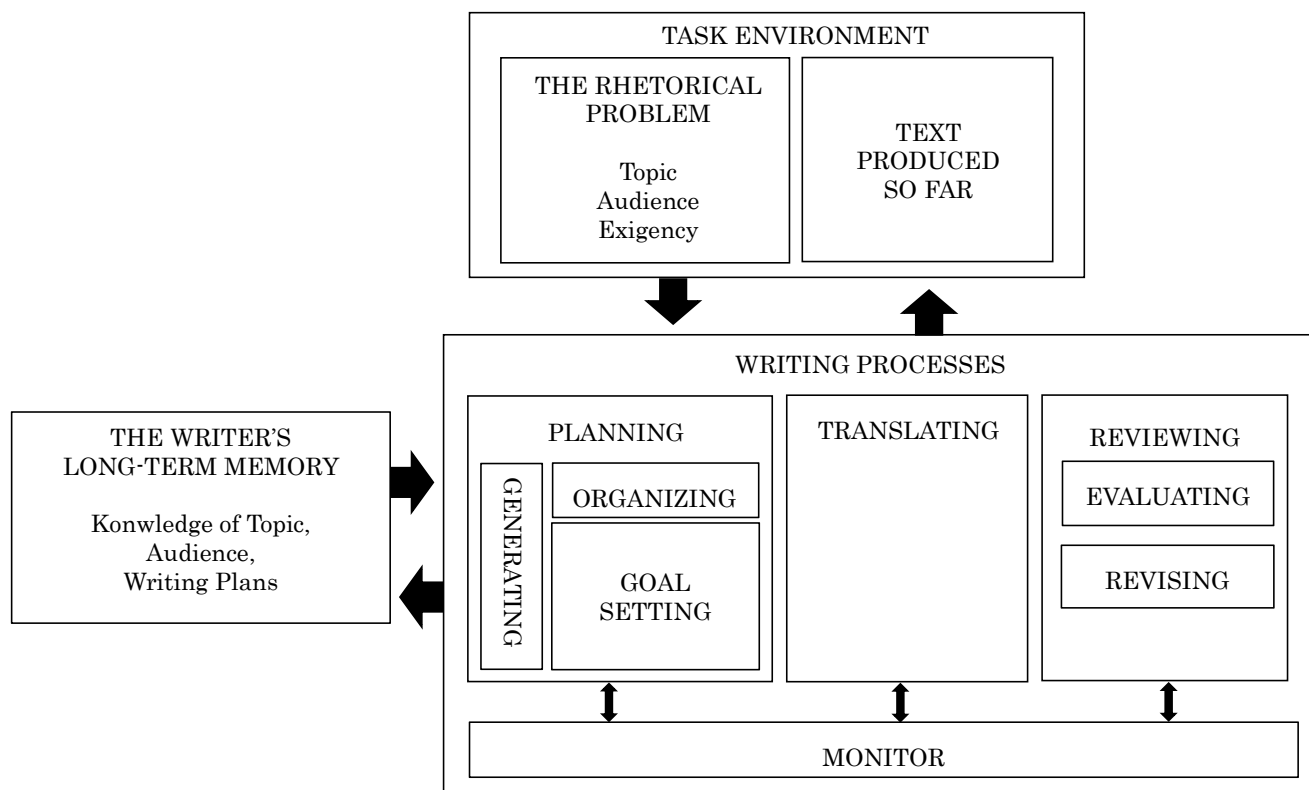 TASK ENVIRONMENT
THE RHETORICAL
PROBLEM
Topic
Audience
Exigency
TEXT
PRODUCED
SO FAR
THE WRITER'S
LONG-TERM MEMORY
Konwledge of Topic,
Audience,
Writing Plans
WRITING PROCESSES
PLANNING
GENERATING
ORGANIZING
GOAL
SETTING
TRANSLATING
REVIEWING
EVALUATING
REVISING
MONITOR